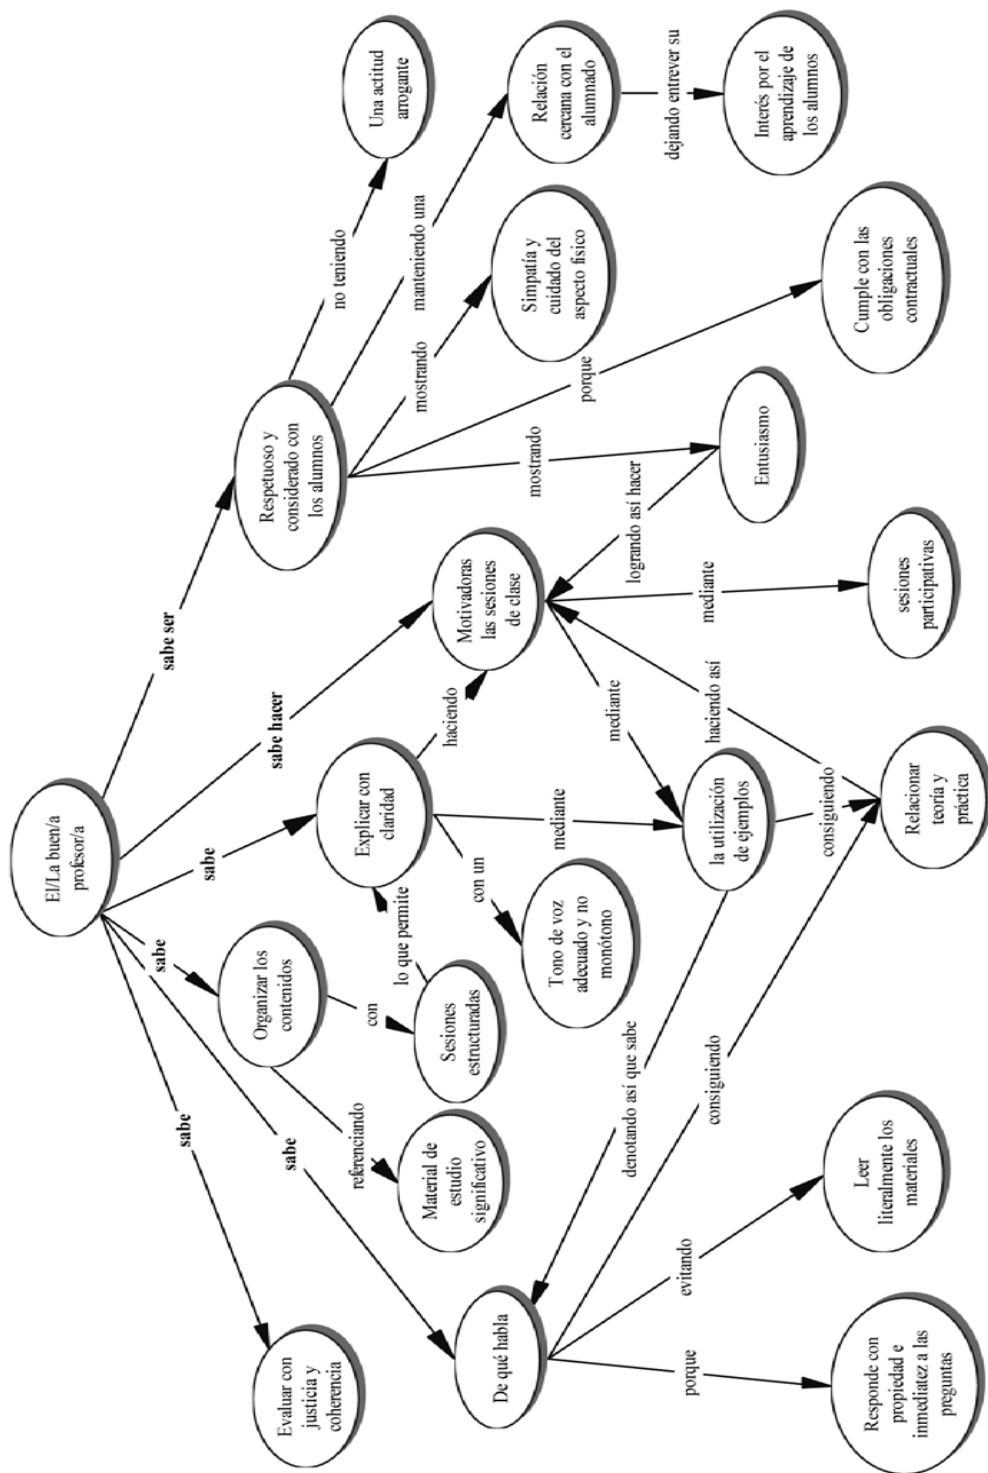 El/La buen/a
profesor/a
sabe
sabe
sabe
sabe
sabe hacer
sabe ser
Evaluar con
justicia y
coherencia
Organizar los
contenidos
Explicar con
claridad
Respetuoso y
considerado con
los alumnos
Una actitud
arrogante
no teniendo
manteniendo una
mostrando
porque
mostrando
referenciando
con
lo que permite
haciendo
De qué habla
Material de
estudio
significativo
Sesiones
estructuradas
Motivadoras
las sesiones
de clase
Simpatía y
cuidado del
aspecto físico
Relación
cercana con el
alumnado
con un
mediante
mediante
logrando así hacer
dejando entrever su
Tono de voz
adecuado y no
monótono
denotando así que sabe
la utilización
de ejemplos
mediante
Entusiasmo
Interés por el
aprendizaje de
los alumnos
porque
evitando
consiguiendo
consiguiendo
haciendo así
Responde con
propiedad e
inmediatez a las
preguntas
Leer
literalmente los
materiales
Relacionar
teoría y
práctica
sesiones
participativas
Cumple con las
obligaciones
contractuales